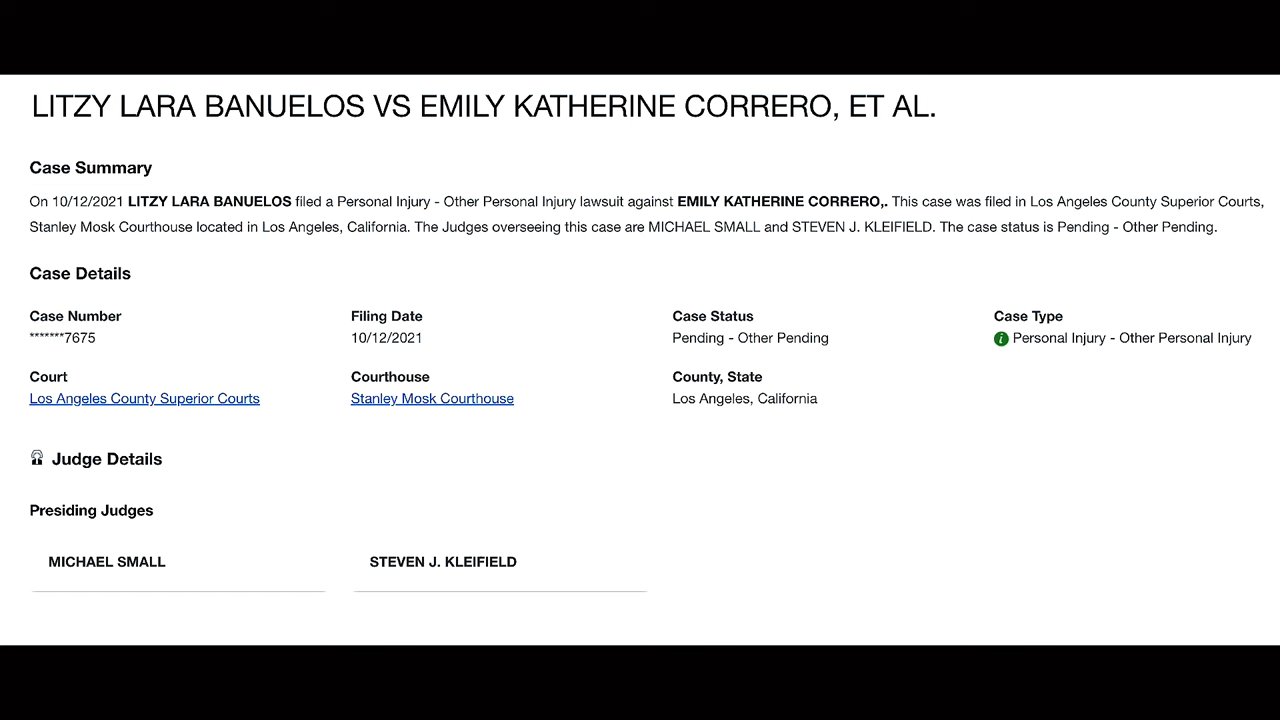 LITZY LARA BANUELOS VS EMILY KATHERINE CORRERO, ET AL.
Case Summary
On 10/12/2021 LITZY LARA BANUELOS filed a Personal Injury - Other Personal Injury lawsuit against EMILY KATHERINE CORRERO,. This case was filed in Los Angeles County Superior Courts,
Stanley Mosk Courthouse located in Los Angeles, California. The Judges overseeing this case are MICHAEL SMALL and STEVEN J. KLEIFIELD. The case status is Pending - Other Pending.
Case Details
Case Number Filing Date Case Status Case Type
*******7675 10/12/2021 Pending - Other Pending i Personal Injury - Other Personal Injury
Court Courthouse County, State
Los Angeles County Superior Courts Stanley Mosk Courthouse Los Angeles, California
Judge Details
Presiding Judges
MICHAEL SMALL STEVEN J. KLEIFIELD